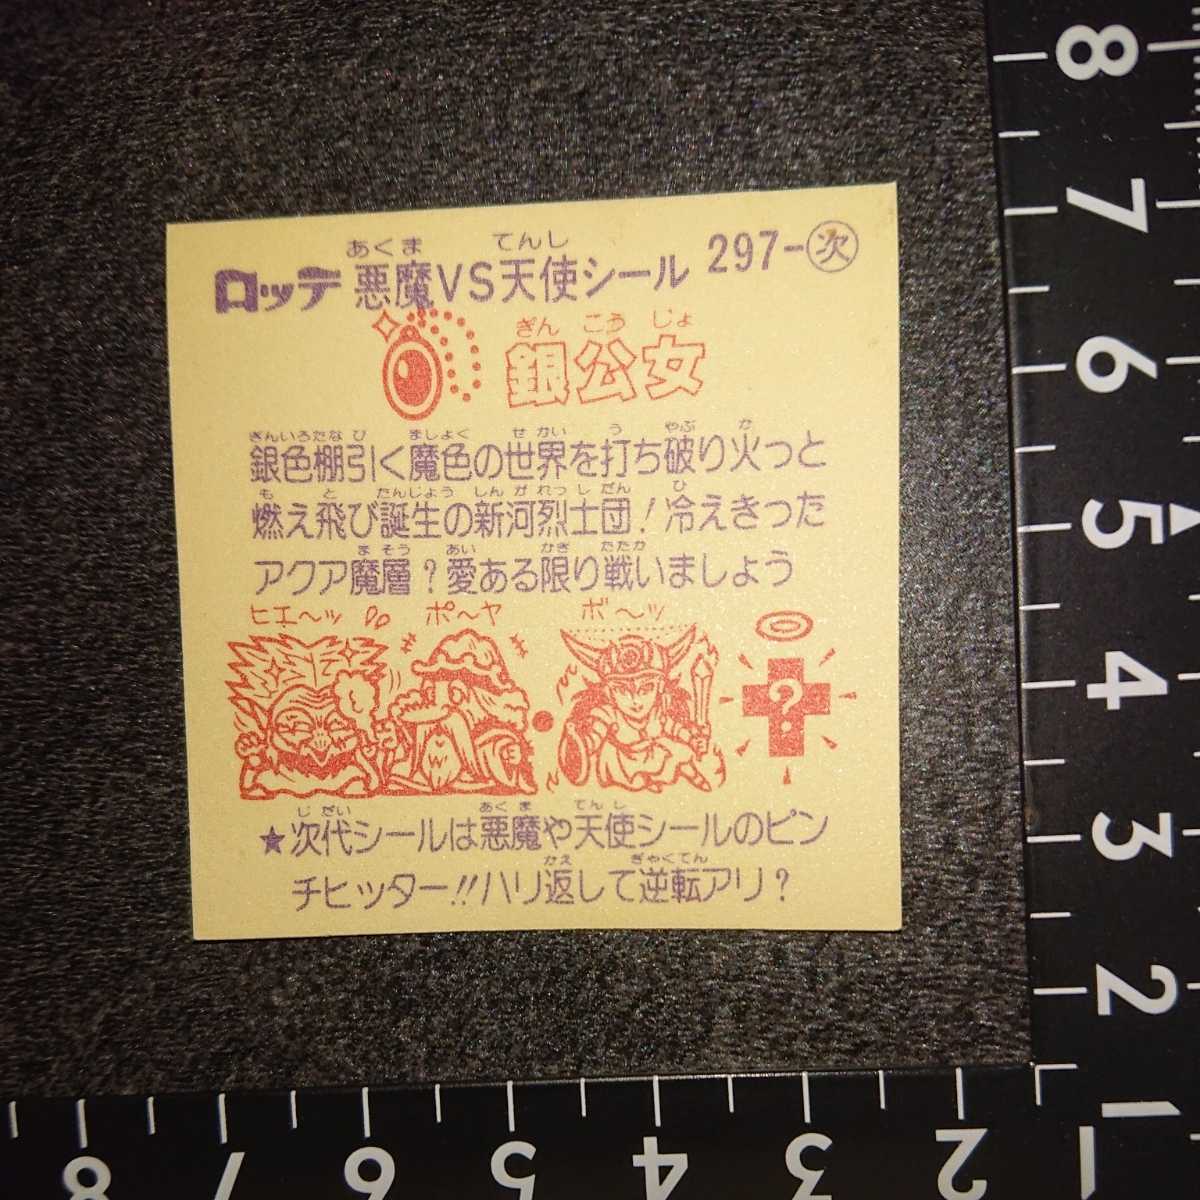 あくま てんし
ロッテ 悪魔VS天使シール 297-次
ぎん こう じょ
銀公女
ぎんいろたな び ましょく せ かい う やぶ か
銀色棚引く魔色の世界を打ち破り火っと
も と たんじょう しん が れっ し だん ひ
燃え飛び誕生の新河烈士団!冷えきった
ま そう あい かぎ たたか
アクア魔層?愛ある限り戦いましょう
ヒエ〜ッ ポ〜ヤ ボ〜ッ
?
じ だい あく ま てん し
★次代シールは悪魔や天使シールのピン
かえ ぎゃくてん
チヒッター!!ハリ返して逆転アリ?
8
7
6
5
4
3
2
1
8 7 6 5 4 3 2 1